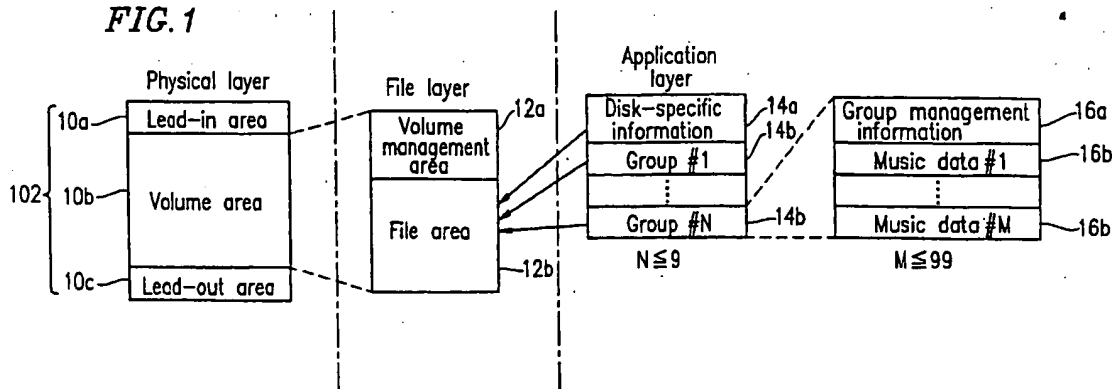 FIG. 1
Physical layer
10a
Lead-in area
102
10b
Volume area
10c
Lead-out area
File layer
12a
Volume
management
area
File area
12b
Application
layer
Disk-specific
information
14a
14b
Group #1
Group #N
14b
N≦9
Group management
information
16a
Music data #1
16b
Music data #M
16b
M≦99